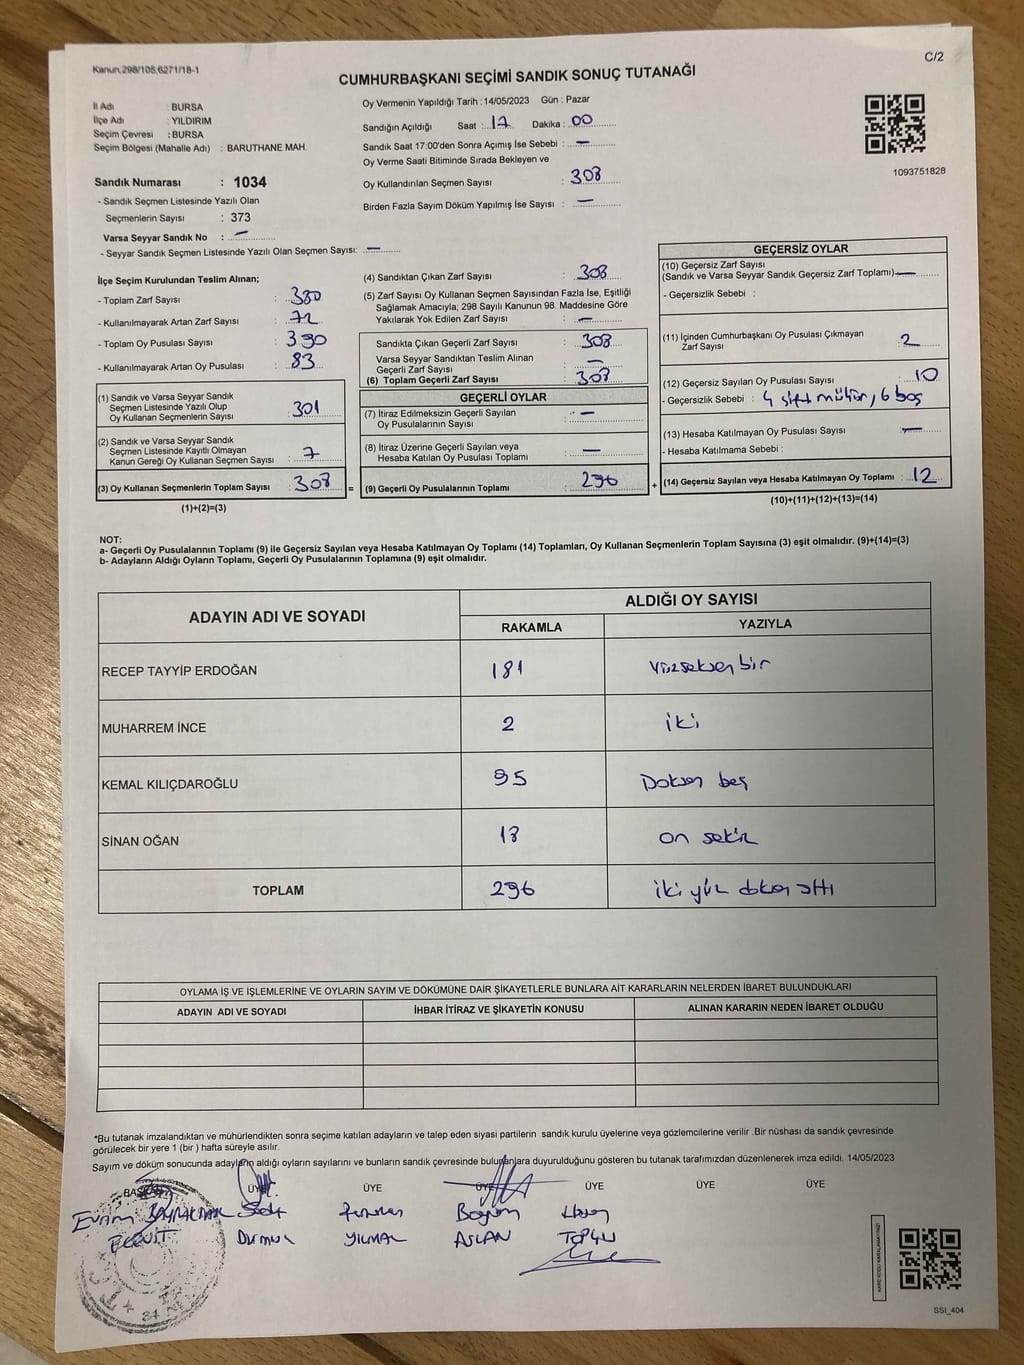 Kanun.298/105,6271/18-1
C/2
CUMHURBAŞKANI SEÇİMİ SANDIK SONUÇ TUTANAĞI
İl Adı : BURSA
İlçe Adı : YILDIRIM
Seçim Çevresi : BURSA
Seçim Bölgesi (Mahalle Adı) : BARUTHANE MAH.
Sandık Numarası : 1034
- Sandık Seçmen Listesinde Yazılı Olan
Seçmenlerin Sayısı : 373
Varsa Seyyar Sandık No : –
- Seyyar Sandık Seçmen Listesinde Yazılı Olan Seçmen Sayısı: –
Oy Vermenin Yapıldığı Tarih : 14/05/2023 Gün : Pazar
Sandığın Açıldığı Saat : 17 Dakika : 00
Sandık Saat 17:00'den Sonra Açımış İse Sebebi : –
Oy Verme Saati Bitiminde Sırada Bekleyen ve
Oy Kullandırılan Seçmen Sayısı : 308
Birden Fazla Sayım Döküm Yapılmış İse Sayısı : –
1093751828
İlçe Seçim Kurulundan Teslim Alınan;
- Toplam Zarf Sayısı : 380
- Kullanılmayarak Artan Zarf Sayısı : 72
- Toplam Oy Pusulası Sayısı : 390
- Kullanılmayarak Artan Oy Pusulası : 83
(1) Sandık ve Varsa Seyyar Sandık
Seçmen Listesinde Yazılı Olup
Oy Kullanan Seçmenlerin Sayısı : 301
(2) Sandık ve Varsa Seyyar Sandık
Seçmen Listesinde Kayıtlı Olmayan
Kanun Gereği Oy Kullanan Seçmen Sayısı : 7
(3) Oy Kullanan Seçmenlerin Toplam Sayısı : 308 =
(1)+(2)=(3)
(4) Sandıktan Çıkan Zarf Sayısı : 308
(5) Zarf Sayısı Oy Kullanan Seçmen Sayısından Fazla İse, Eşitliği
Sağlamak Amacıyla; 298 Sayılı Kanunun 98. Maddesine Göre
Yakılarak Yok Edilen Zarf Sayısı : –
Sandıkta Çıkan Geçerli Zarf Sayısı : 308
Varsa Seyyar Sandıktan Teslim Alınan
Geçerli Zarf Sayısı : –
(6) Toplam Geçerli Zarf Sayısı : 308
GEÇERLİ OYLAR
(7) İtiraz Edilmeksizin Geçerli Sayılan
Oy Pusulalarının Sayısı : –
(8) İtiraz Üzerine Geçerli Sayılan veya
Hesaba Katılan Oy Pusulası Toplamı : –
(9) Geçerli Oy Pusulalarının Toplamı : 296 +
GEÇERSİZ OYLAR
(10) Geçersiz Zarf Sayısı
(Sandık ve Varsa Seyyar Sandık Geçersiz Zarf Toplamı) –
- Geçersizlik Sebebi :
(11) İçinden Cumhurbaşkanı Oy Pusulası Çıkmayan
Zarf Sayısı : 2
(12) Geçersiz Sayılan Oy Pusulası Sayısı : 10
- Geçersizlik Sebebi : 4 çift mühür, 6 boş
(13) Hesaba Katılmayan Oy Pusulası Sayısı : –
- Hesaba Katılmama Sebebi :
(14) Geçersiz Sayılan veya Hesaba Katılmayan Oy Toplamı : 12
(10)+(11)+(12)+(13)=(14)
NOT:
a- Geçerli Oy Pusulalarının Toplamı (9) ile Geçersiz Sayılan veya Hesaba Katılmayan Oy Toplamı (14) Toplamları, Oy Kullanan Seçmenlerin Toplam Sayısına (3) eşit olmalıdır. (9)+(14)=(3)
b- Adayların Aldığı Oyların Toplamı, Geçerli Oy Pusulalarının Toplamına (9) eşit olmalıdır.
ADAYIN ADI VE SOYADI ALDIĞI OY SAYISI
RAKAMLA YAZIYLA
RECEP TAYYİP ERDOĞAN 181 Yüzseksen bir
MUHARREM İNCE 2 iki
KEMAL KILIÇDAROĞLU 95 Doksan beş
SİNAN OĞAN 18 on sekiz
TOPLAM 296 iki yüz doksan altı
OYLAMA İŞ VE İŞLEMLERİNE VE OYLARIN SAYIM VE DÖKÜMÜNE DAİR ŞİKAYETLERLE BUNLARA AİT KARARLARIN NELERDEN İBARET BULUNDUKLARI
ADAYIN ADI VE SOYADI İHBAR İTİRAZ VE ŞİKAYETİN KONUSU ALINAN KARARIN NEDEN İBARET OLDUĞU
*Bu tutanak imzalandıktan ve mühürlendikten sonra seçime katılan adayların ve talep eden siyasi partilerin sandık kurulu üyelerine veya gözlemcilerine verilir .Bir nüshası da sandık çevresinde
görülecek bir yere 1 (bir ) hafta süreyle asılır.
Sayım ve döküm sonucunda adayların aldığı oyların sayılarını ve bunların sandık çevresinde bulunanlara duyurulduğunu gösteren bu tutanak tarafımızdan düzenlenerek imza edildi. 14/05/2023
BAŞKAN ÜYE ÜYE ÜYE ÜYE ÜYE ÜYE
Evrim BAYRAKTAR
YILMAZ ASLAN TOPLU
KARE KODU KARALAMAYINIZ!
SSI_404